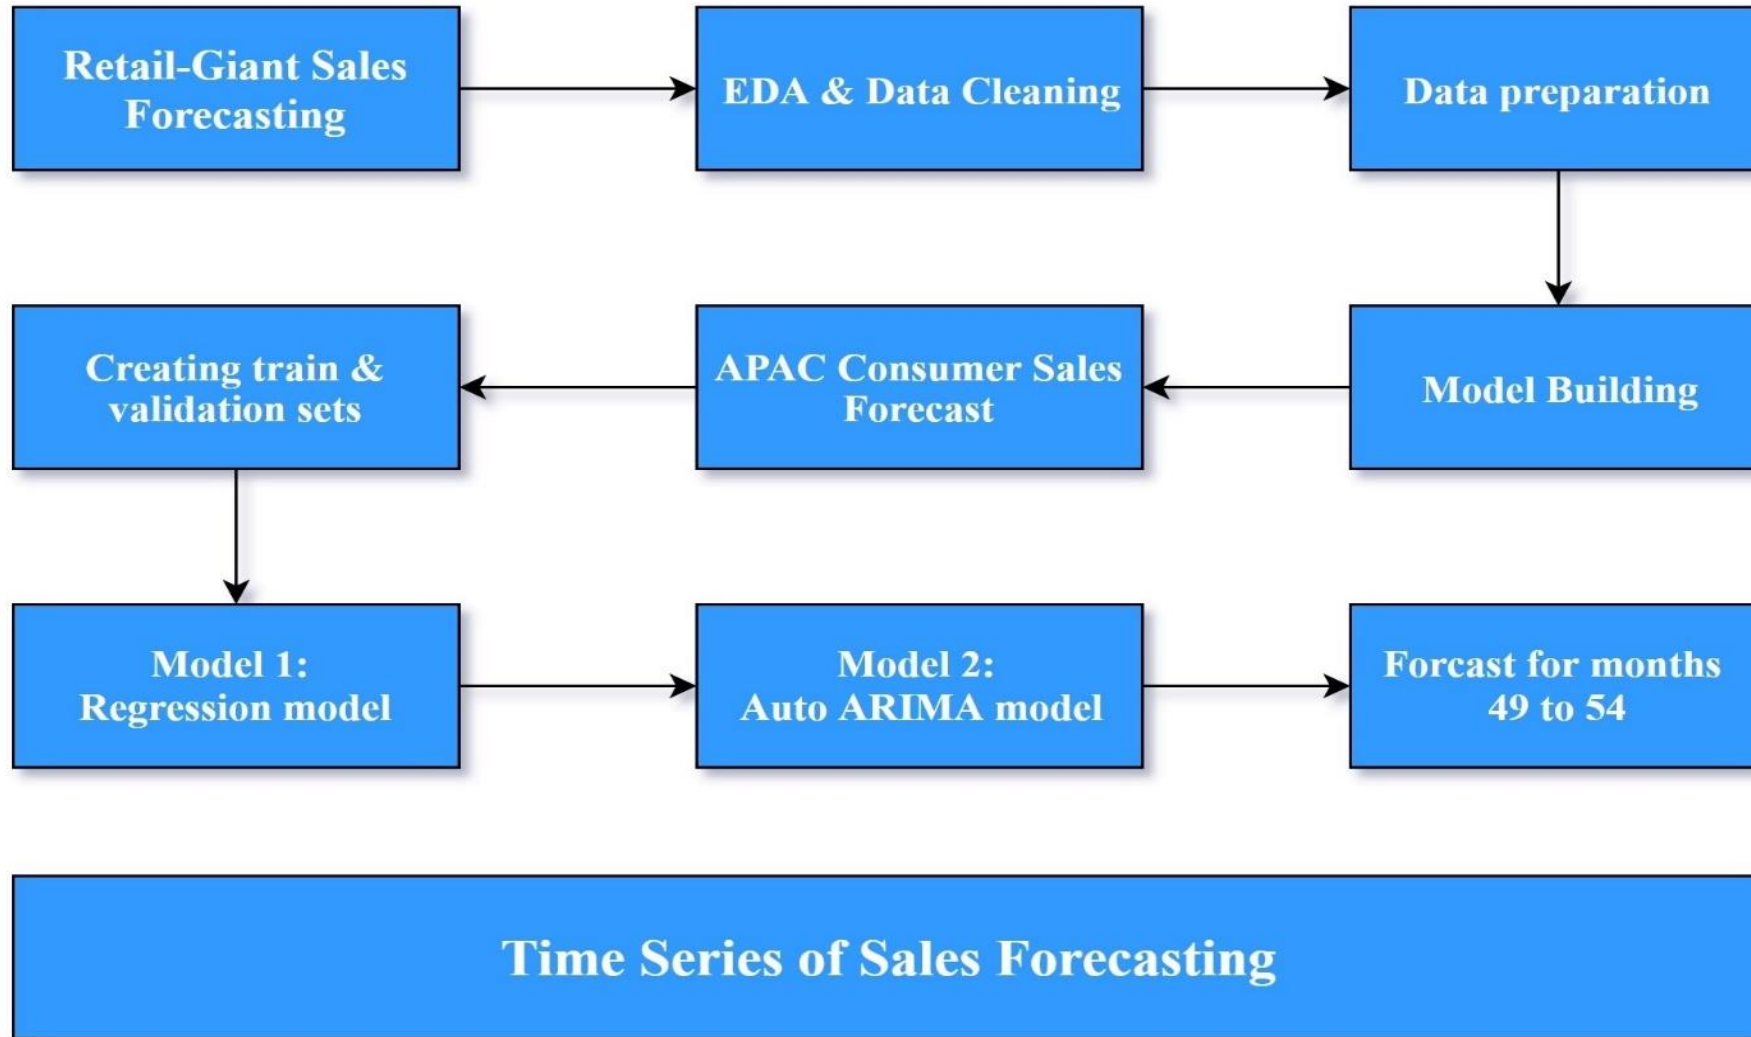 Retail-Giant Sales
Forecasting
EDA & Data Cleaning
Data preparation
Model Building
APAC Consumer Sales
Forecast
Creating train &
validation sets
Model 1:
Regression model
Model 2:
Auto ARIMA model
Forcast for months
49 to 54
Time Series of Sales Forecasting